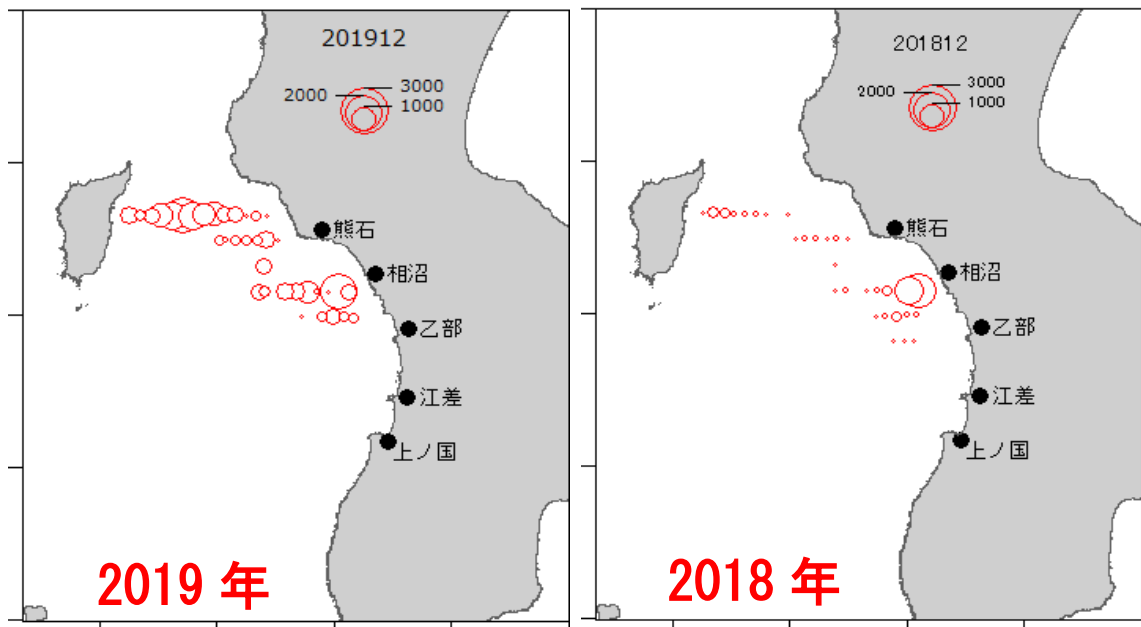 201912
3000
2000
1000
熊石
相沼
乙部
江差
上ノ国
2019 年
201812
3000
2000
1000
熊石
相沼
乙部
江差
上ノ国
2018 年